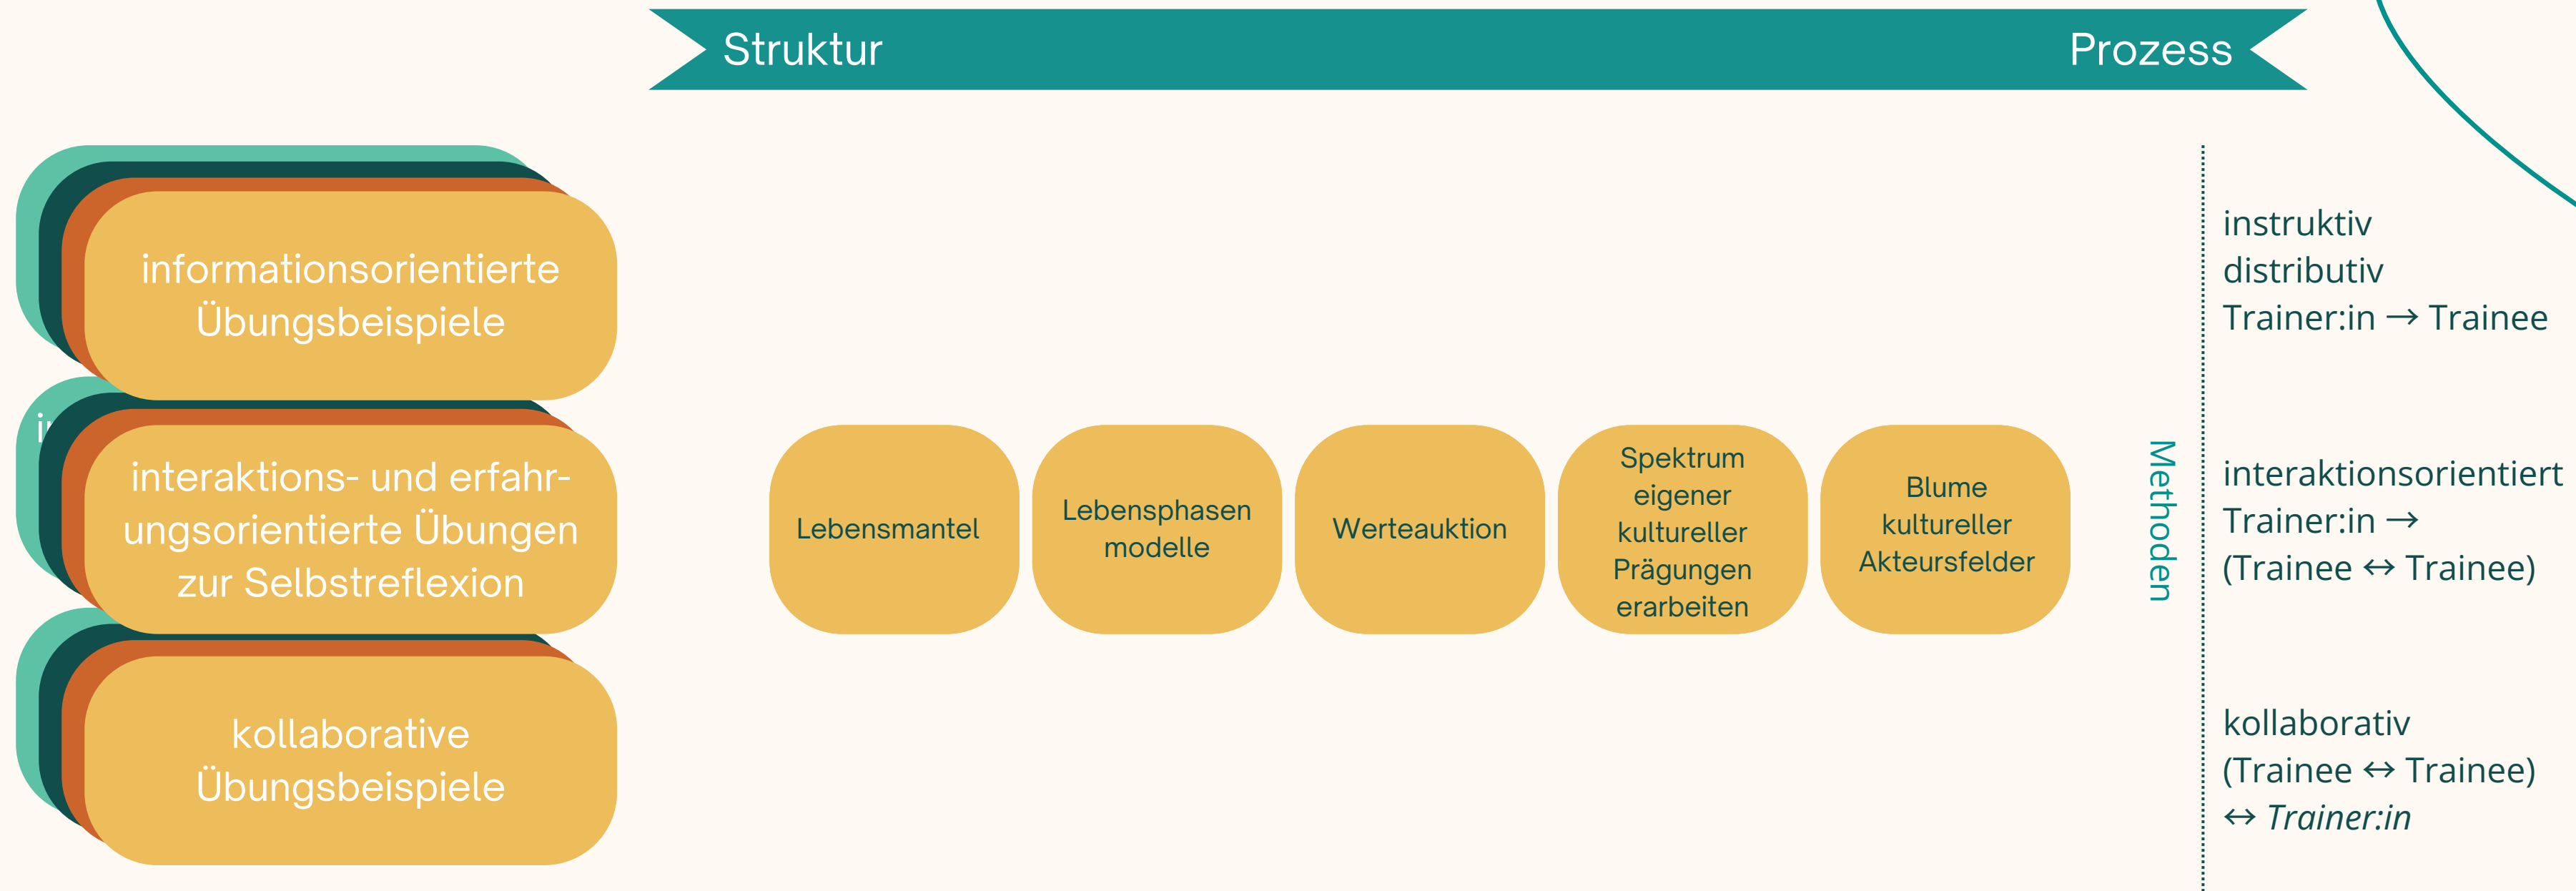 Struktur
Prozess
informationsorientierte
Übungsbeispiele
instruktiv
distributiv
Trainer:in → Trainee
interaktions- und erfahr-
ungsorientierte Übungen
zur Selbstreflexion
Lebensmantel
Lebensphasen
modelle
Werteauktion
Spektrum
eigener
kultureller
Prägungen
erarbeiten
Blume
kultureller
Akteursfelder
Methoden
interaktionsorientiert
Trainer:in →
(Trainee ↔ Trainee)
kollaborative
Übungsbeispiele
kollaborativ
(Trainee ↔ Trainee)
↔ Trainer:in